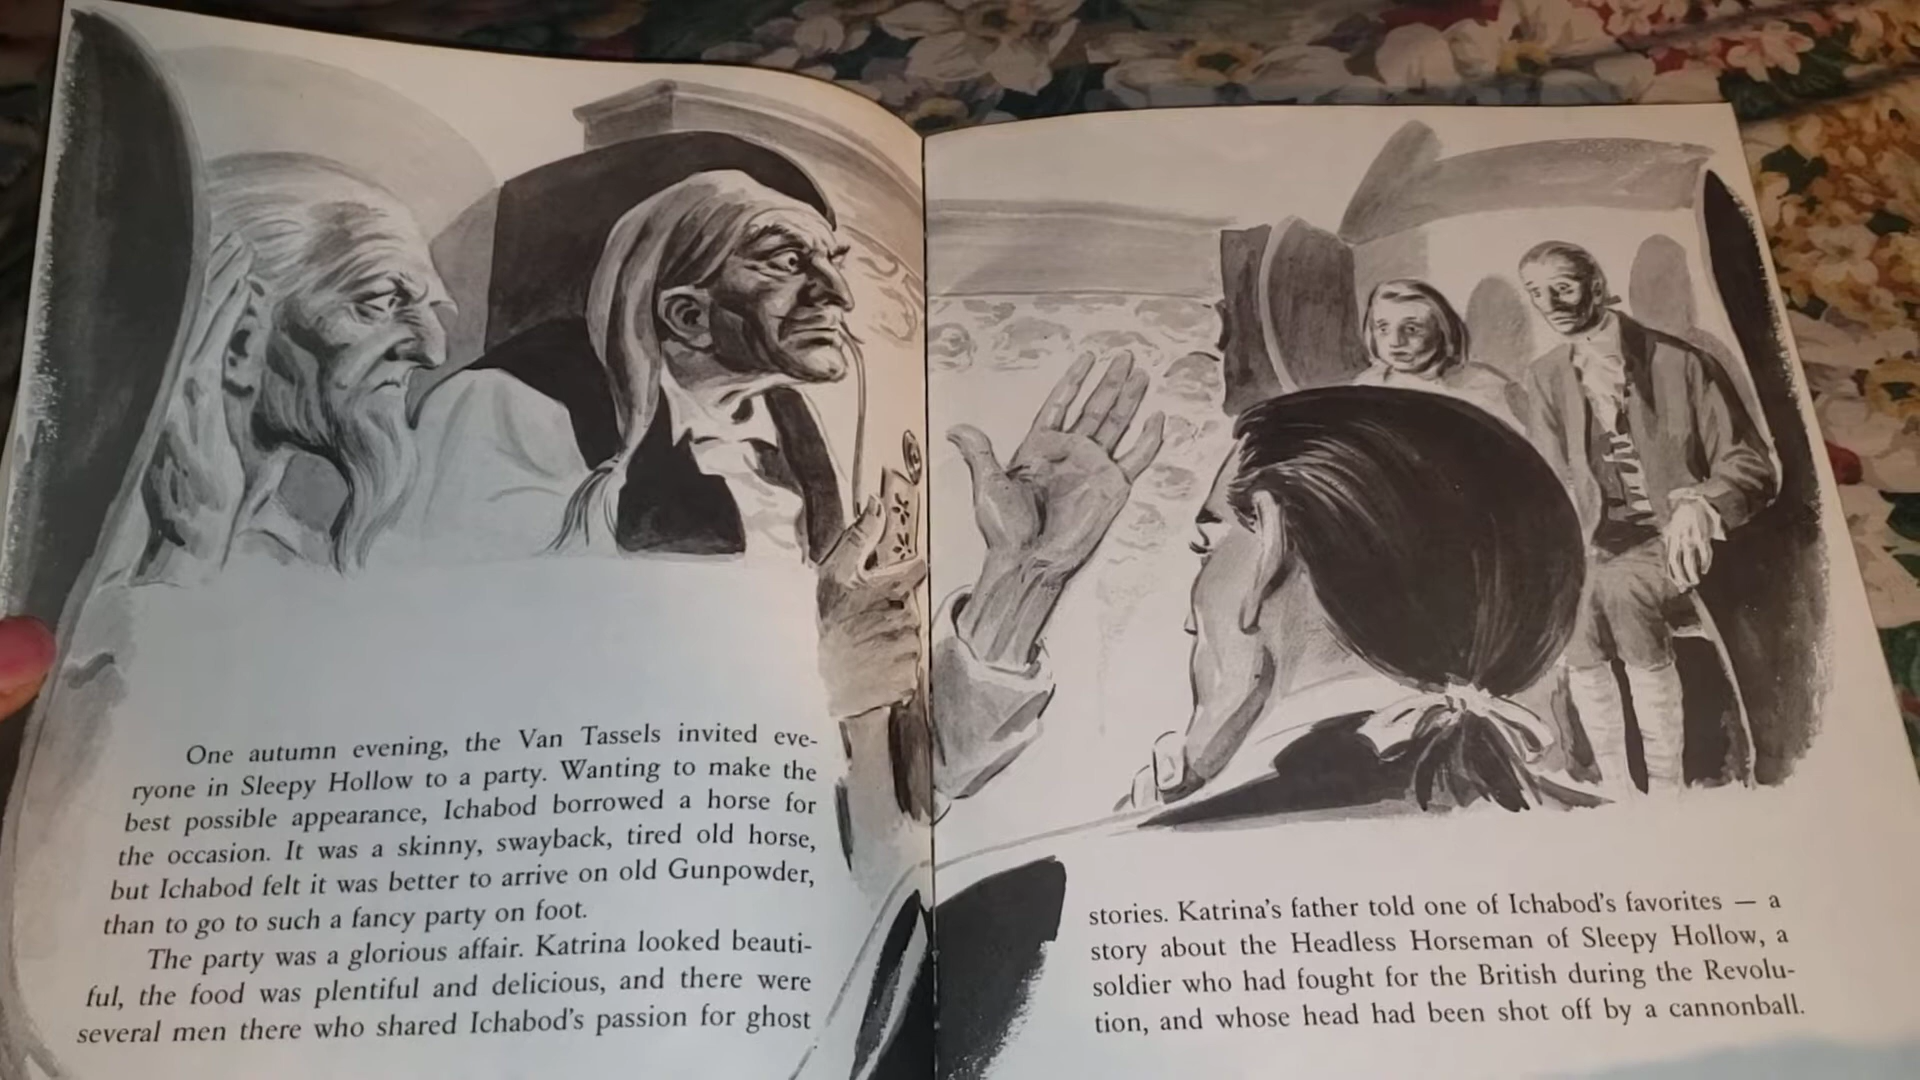 One autumn evening, the Van Tassels invited eve-
ryone in Sleepy Hollow to a party. Wanting to make the
best possible appearance, Ichabod borrowed a horse for
the occasion. It was a skinny, swayback, tired old horse,
but Ichabod felt it was better to arrive on old Gunpowder,
than to go to such a fancy party on foot.
The party was a glorious affair. Katrina looked beauti-
ful, the food was plentiful and delicious, and there were
several men there who shared Ichabod's passion for ghost
stories. Katrina's father told one of Ichabod's favorites — a
story about the Headless Horseman of Sleepy Hollow, a
soldier who had fought for the British during the Revolu-
tion, and whose head had been shot off by a cannonball.